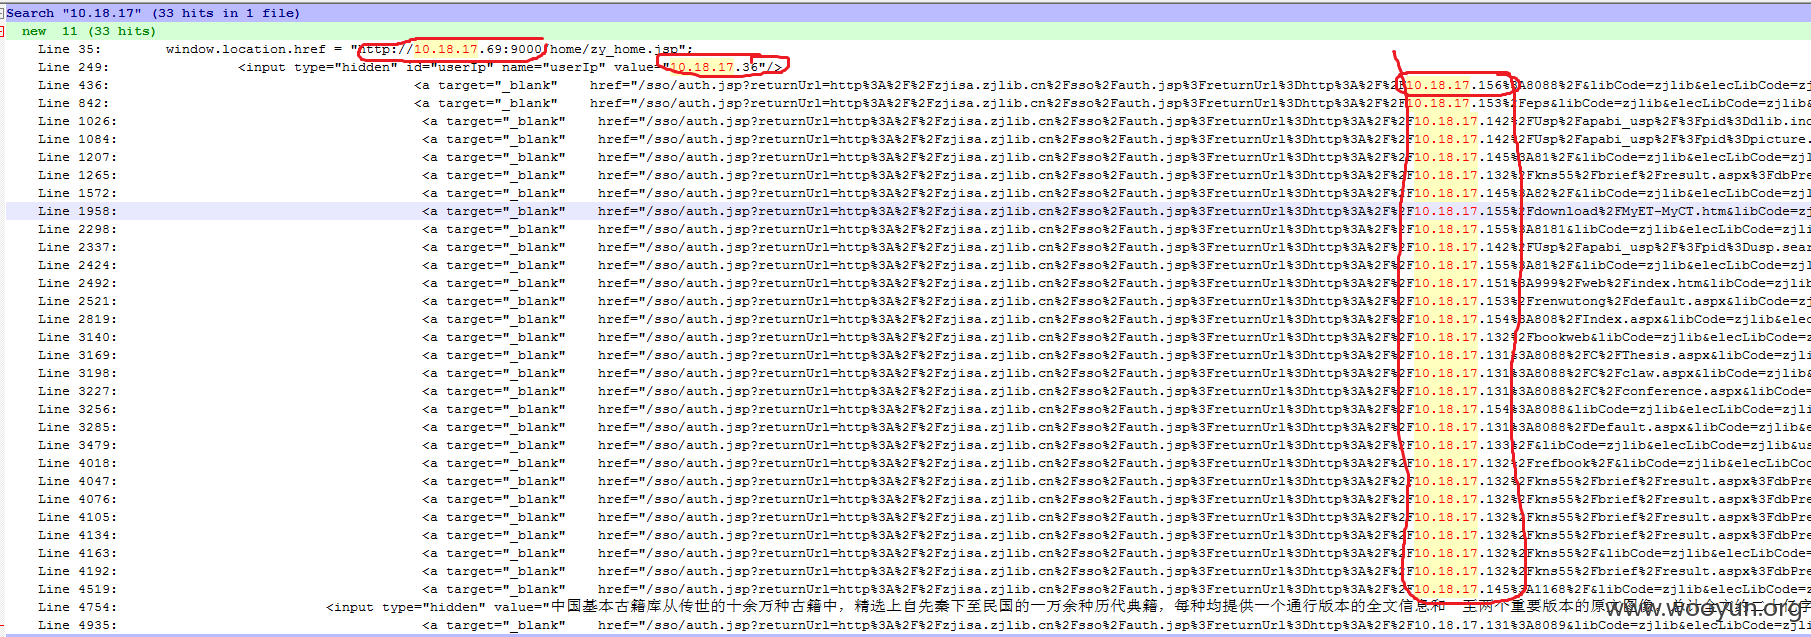 Search "10.18.17" (33 hits in 1 file)
new  11 (33 hits)
Line 35: window.location.href = "http://10.18.17.69:9000/home/zy_home.jsp";
Line 249: <input type="hidden" id="userIp" name="userIp" value="10.18.17.36"/>
Line 436: <a target="_blank" href="/sso/auth.jsp?returnUrl=http%3A%2F%2Fzjisa.zjlib.cn%2Fsso%2Fauth.jsp%3FreturnUrl%3Dhttp%3A%2F%2F10.18.17.156%3A8088%2F&libCode=zjlib&elecLibCode=zj
Line 842: <a target="_blank" href="/sso/auth.jsp?returnUrl=http%3A%2F%2Fzjisa.zjlib.cn%2Fsso%2Fauth.jsp%3FreturnUrl%3Dhttp%3A%2F%2F10.18.17.153%2Feps&libCode=zjlib&elecLibCode=zjli
Line 1026: <a target="_blank" href="/sso/auth.jsp?returnUrl=http%3A%2F%2Fzjisa.zjlib.cn%2Fsso%2Fauth.jsp%3FreturnUrl%3Dhttp%3A%2F%2F10.18.17.142%2FUsp%2Fapabi_usp%2F%3Fpid%3Ddlib.ind
Line 1084: <a target="_blank" href="/sso/auth.jsp?returnUrl=http%3A%2F%2Fzjisa.zjlib.cn%2Fsso%2Fauth.jsp%3FreturnUrl%3Dhttp%3A%2F%2F10.18.17.142%2FUsp%2Fapabi_usp%2F%3Fpid%3Dpicture.
Line 1207: <a target="_blank" href="/sso/auth.jsp?returnUrl=http%3A%2F%2Fzjisa.zjlib.cn%2Fsso%2Fauth.jsp%3FreturnUrl%3Dhttp%3A%2F%2F10.18.17.145%3A81%2F&libCode=zjlib&elecLibCode=zjl
Line 1265: <a target="_blank" href="/sso/auth.jsp?returnUrl=http%3A%2F%2Fzjisa.zjlib.cn%2Fsso%2Fauth.jsp%3FreturnUrl%3Dhttp%3A%2F%2F10.18.17.132%2Fkns55%2Fbrief%2Fresult.aspx%3FdbPre
Line 1572: <a target="_blank" href="/sso/auth.jsp?returnUrl=http%3A%2F%2Fzjisa.zjlib.cn%2Fsso%2Fauth.jsp%3FreturnUrl%3Dhttp%3A%2F%2F10.18.17.145%3A82%2F&libCode=zjlib&elecLibCode=zjl
Line 1958: <a target="_blank" href="/sso/auth.jsp?returnUrl=http%3A%2F%2Fzjisa.zjlib.cn%2Fsso%2Fauth.jsp%3FreturnUrl%3Dhttp%3A%2F%2F10.18.17.155%2Fdownload%2FMyET-MyCT.htm&libCode=zj
Line 2298: <a target="_blank" href="/sso/auth.jsp?returnUrl=http%3A%2F%2Fzjisa.zjlib.cn%2Fsso%2Fauth.jsp%3FreturnUrl%3Dhttp%3A%2F%2F10.18.17.155%3A8181&libCode=zjlib&elecLibCode=zjli
Line 2337: <a target="_blank" href="/sso/auth.jsp?returnUrl=http%3A%2F%2Fzjisa.zjlib.cn%2Fsso%2Fauth.jsp%3FreturnUrl%3Dhttp%3A%2F%2F10.18.17.142%2FUsp%2Fapabi_usp%2F%3Fpid%3Dusp.sear
Line 2424: <a target="_blank" href="/sso/auth.jsp?returnUrl=http%3A%2F%2Fzjisa.zjlib.cn%2Fsso%2Fauth.jsp%3FreturnUrl%3Dhttp%3A%2F%2F10.18.17.155%3A81%2F&libCode=zjlib&elecLibCode=zjl
Line 2492: <a target="_blank" href="/sso/auth.jsp?returnUrl=http%3A%2F%2Fzjisa.zjlib.cn%2Fsso%2Fauth.jsp%3FreturnUrl%3Dhttp%3A%2F%2F10.18.17.151%3A999%2Fweb%2Findex.htm&libCode=zjlib
Line 2521: <a target="_blank" href="/sso/auth.jsp?returnUrl=http%3A%2F%2Fzjisa.zjlib.cn%2Fsso%2Fauth.jsp%3FreturnUrl%3Dhttp%3A%2F%2F10.18.17.153%2Frenwutong%2Fdefault.aspx&libCode=zj
Line 2819: <a target="_blank" href="/sso/auth.jsp?returnUrl=http%3A%2F%2Fzjisa.zjlib.cn%2Fsso%2Fauth.jsp%3FreturnUrl%3Dhttp%3A%2F%2F10.18.17.154%3A808%2FIndex.aspx&libCode=zjlib&elec
Line 3140: <a target="_blank" href="/sso/auth.jsp?returnUrl=http%3A%2F%2Fzjisa.zjlib.cn%2Fsso%2Fauth.jsp%3FreturnUrl%3Dhttp%3A%2F%2F10.18.17.132%2Fbookweb&libCode=zjlib&elecLibCode=z
Line 3169: <a target="_blank" href="/sso/auth.jsp?returnUrl=http%3A%2F%2Fzjisa.zjlib.cn%2Fsso%2Fauth.jsp%3FreturnUrl%3Dhttp%3A%2F%2F10.18.17.131%3A8088%2FC%2FThesis.aspx&libCode=zjli
Line 3198: <a target="_blank" href="/sso/auth.jsp?returnUrl=http%3A%2F%2Fzjisa.zjlib.cn%2Fsso%2Fauth.jsp%3FreturnUrl%3Dhttp%3A%2F%2F10.18.17.131%3A8088%2FC%2Fclaw.aspx&libCode=zjlib&
Line 3227: <a target="_blank" href="/sso/auth.jsp?returnUrl=http%3A%2F%2Fzjisa.zjlib.cn%2Fsso%2Fauth.jsp%3FreturnUrl%3Dhttp%3A%2F%2F10.18.17.131%3A8088%2FC%2Fconference.aspx&libCode=
Line 3256: <a target="_blank" href="/sso/auth.jsp?returnUrl=http%3A%2F%2Fzjisa.zjlib.cn%2Fsso%2Fauth.jsp%3FreturnUrl%3Dhttp%3A%2F%2F10.18.17.154%3A8088&libCode=zjlib&elecLibCode=zjli
Line 3285: <a target="_blank" href="/sso/auth.jsp?returnUrl=http%3A%2F%2Fzjisa.zjlib.cn%2Fsso%2Fauth.jsp%3FreturnUrl%3Dhttp%3A%2F%2F10.18.17.131%3A8088%2FDefault.aspx&libCode=zjlib&e
Line 3479: <a target="_blank" href="/sso/auth.jsp?returnUrl=http%3A%2F%2Fzjisa.zjlib.cn%2Fsso%2Fauth.jsp%3FreturnUrl%3Dhttp%3A%2F%2F10.18.17.133%2F&libCode=zjlib&elecLibCode=zjlib&us
Line 4018: <a target="_blank" href="/sso/auth.jsp?returnUrl=http%3A%2F%2Fzjisa.zjlib.cn%2Fsso%2Fauth.jsp%3FreturnUrl%3Dhttp%3A%2F%2F10.18.17.132%2Frefbook%2F&libCode=zjlib&elecLibCod
Line 4047: <a target="_blank" href="/sso/auth.jsp?returnUrl=http%3A%2F%2Fzjisa.zjlib.cn%2Fsso%2Fauth.jsp%3FreturnUrl%3Dhttp%3A%2F%2F10.18.17.132%2Fkns55%2Fbrief%2Fresult.aspx%3FdbPre
Line 4076: <a target="_blank" href="/sso/auth.jsp?returnUrl=http%3A%2F%2Fzjisa.zjlib.cn%2Fsso%2Fauth.jsp%3FreturnUrl%3Dhttp%3A%2F%2F10.18.17.132%2Fkns55%2Fbrief%2Fresult.aspx%3FdbPre
Line 4105: <a target="_blank" href="/sso/auth.jsp?returnUrl=http%3A%2F%2Fzjisa.zjlib.cn%2Fsso%2Fauth.jsp%3FreturnUrl%3Dhttp%3A%2F%2F10.18.17.132%2Fkns55%2Fbrief%2Fresult.aspx%3FdbPre
Line 4134: <a target="_blank" href="/sso/auth.jsp?returnUrl=http%3A%2F%2Fzjisa.zjlib.cn%2Fsso%2Fauth.jsp%3FreturnUrl%3Dhttp%3A%2F%2F10.18.17.132%2Fkns55%2Fbrief%2Fresult.aspx%3FdbPre
Line 4163: <a target="_blank" href="/sso/auth.jsp?returnUrl=http%3A%2F%2Fzjisa.zjlib.cn%2Fsso%2Fauth.jsp%3FreturnUrl%3Dhttp%3A%2F%2F10.18.17.132%2Fkns55%2F&libCode=zjlib&elecLibCode=
Line 4192: <a target="_blank" href="/sso/auth.jsp?returnUrl=http%3A%2F%2Fzjisa.zjlib.cn%2Fsso%2Fauth.jsp%3FreturnUrl%3Dhttp%3A%2F%2F10.18.17.132%2Fkns55%2Fbrief%2Fresult.aspx%3FdbPre
Line 4519: <a target="_blank" href="/sso/auth.jsp?returnUrl=http%3A%2F%2Fzjisa.zjlib.cn%2Fsso%2Fauth.jsp%3FreturnUrl%3Dhttp%3A%2F%2F10.18.17.145%3A1168%2F&libCode=zjlib&elecLibCode=z
Line 4754: <input type="hidden" value="中国基本古籍库从传世的十余万种古籍中，精选上自先秦下至民国的一万余种历代典籍，每种均提供一个通行版本的全文信息和一至两个重要版本的原文图像，
Line 4935: <a target="_blank" href="/sso/auth.jsp?returnUrl=http%3A%2F%2Fzjisa.zjlib.cn%2Fsso%2Fauth.jsp%3FreturnUrl%3Dhttp%3A%2F%2F10.18.17.131%3A8089&libCode=zjlib&elecLibCode=zjli
www.wooyun.org